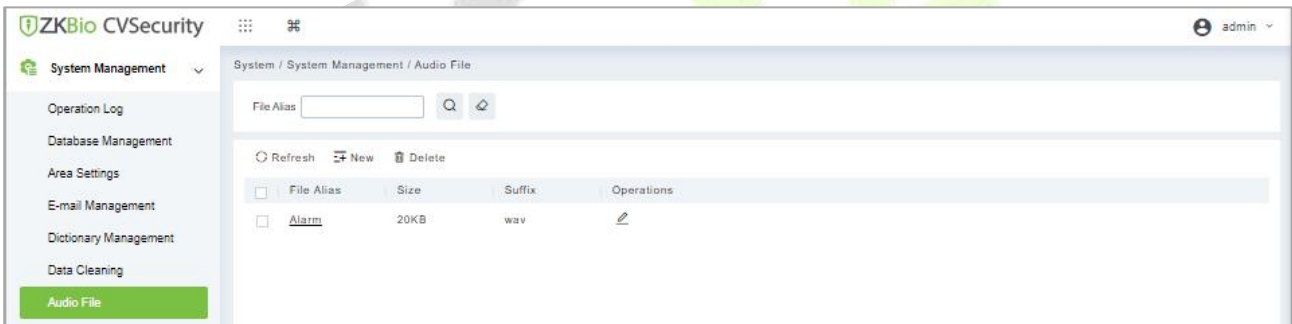 ZKBio CVSecurity
admin
System Management
System / System Management / Audio File
Operation Log
File Alias
Database Management
Refresh New Delete
Area Settings
File Alias Size Suffix Operations
E-mail Management
Alarm 20KB wav
Dictionary Management
Data Cleaning
Audio File